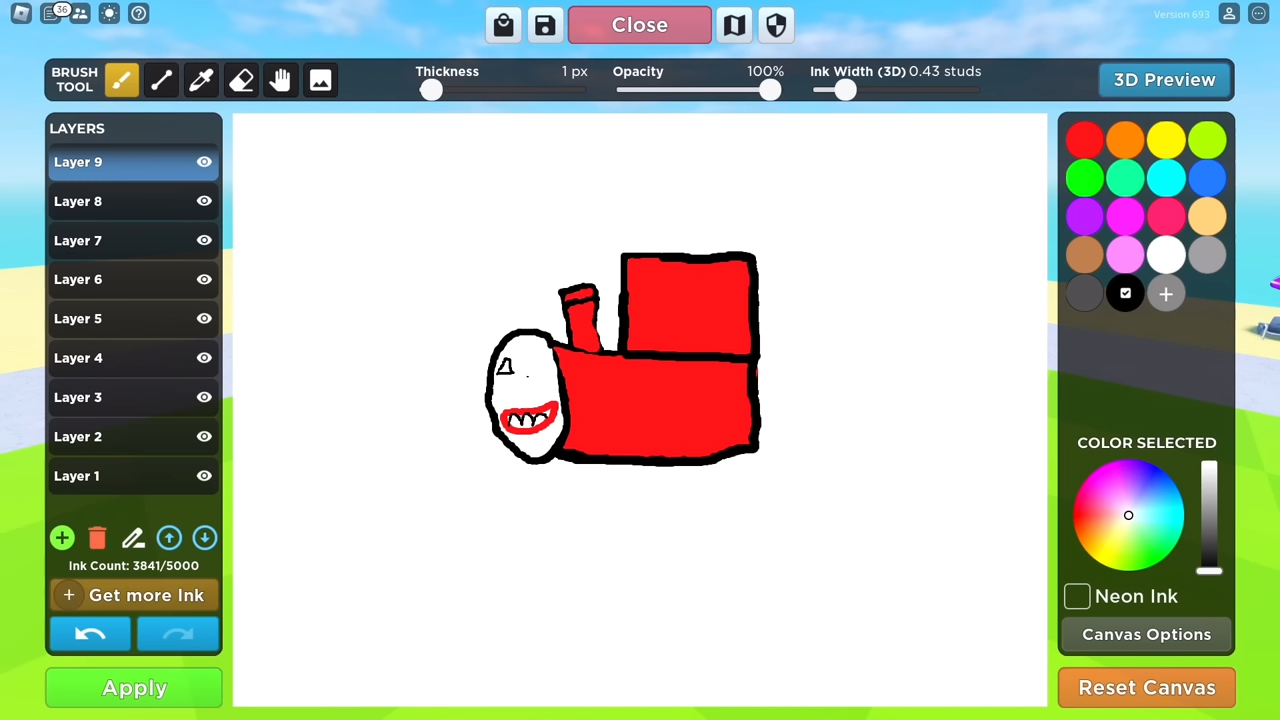 36
Close
Version 693
BRUSH TOOL
Thickness 1 px
Opacity 100%
Ink Width (3D) 0.43 studs
3D Preview
LAYERS
Layer 9
Layer 8
Layer 7
Layer 6
Layer 5
Layer 4
Layer 3
Layer 2
Layer 1
Ink Count: 3841/5000
+ Get more Ink
Apply
COLOR SELECTED
Neon Ink
Canvas Options
Reset Canvas